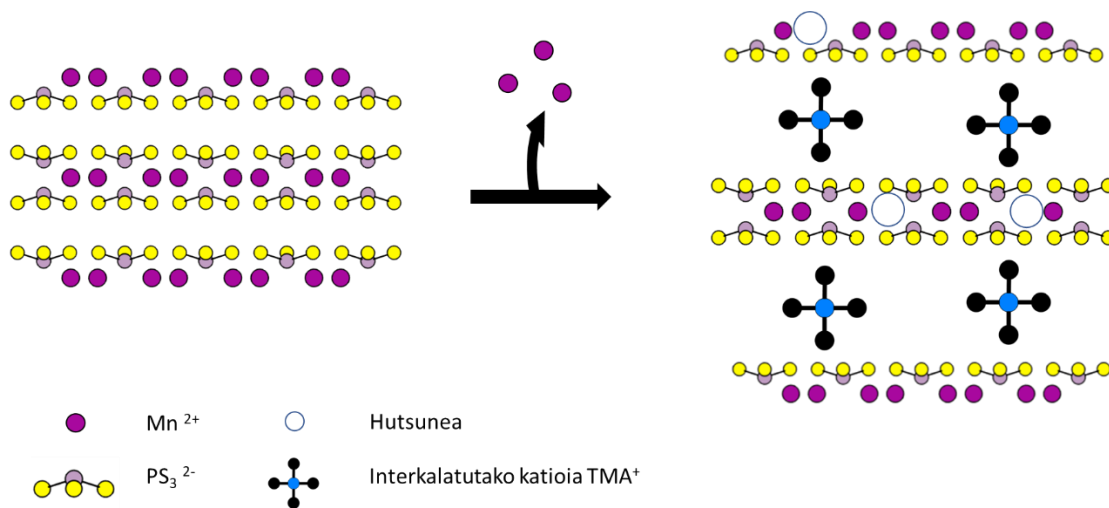 Mn 2+
Hutsunea
PS3 2-
Interkalatutako katioia TMA+